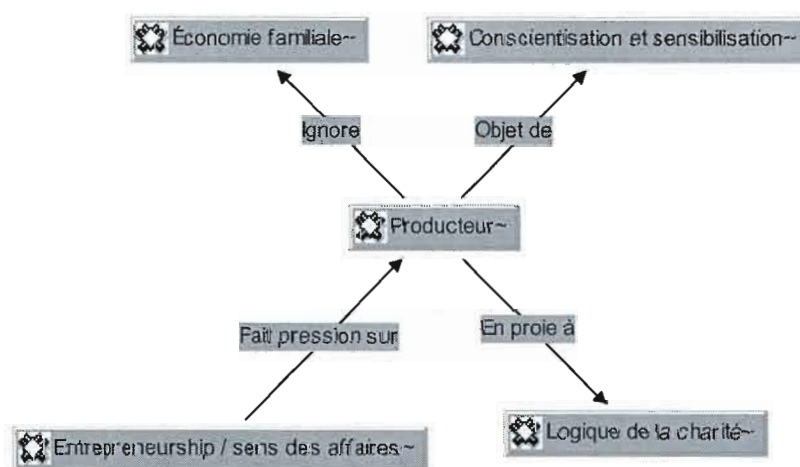 Économie familiale~
Conscientisation et sensibilisation~
Ignore
Objet de
Producteur~
Fait pression sur
En proie à
Entrepreneurship / sens des affaires~
Logique de la charité~